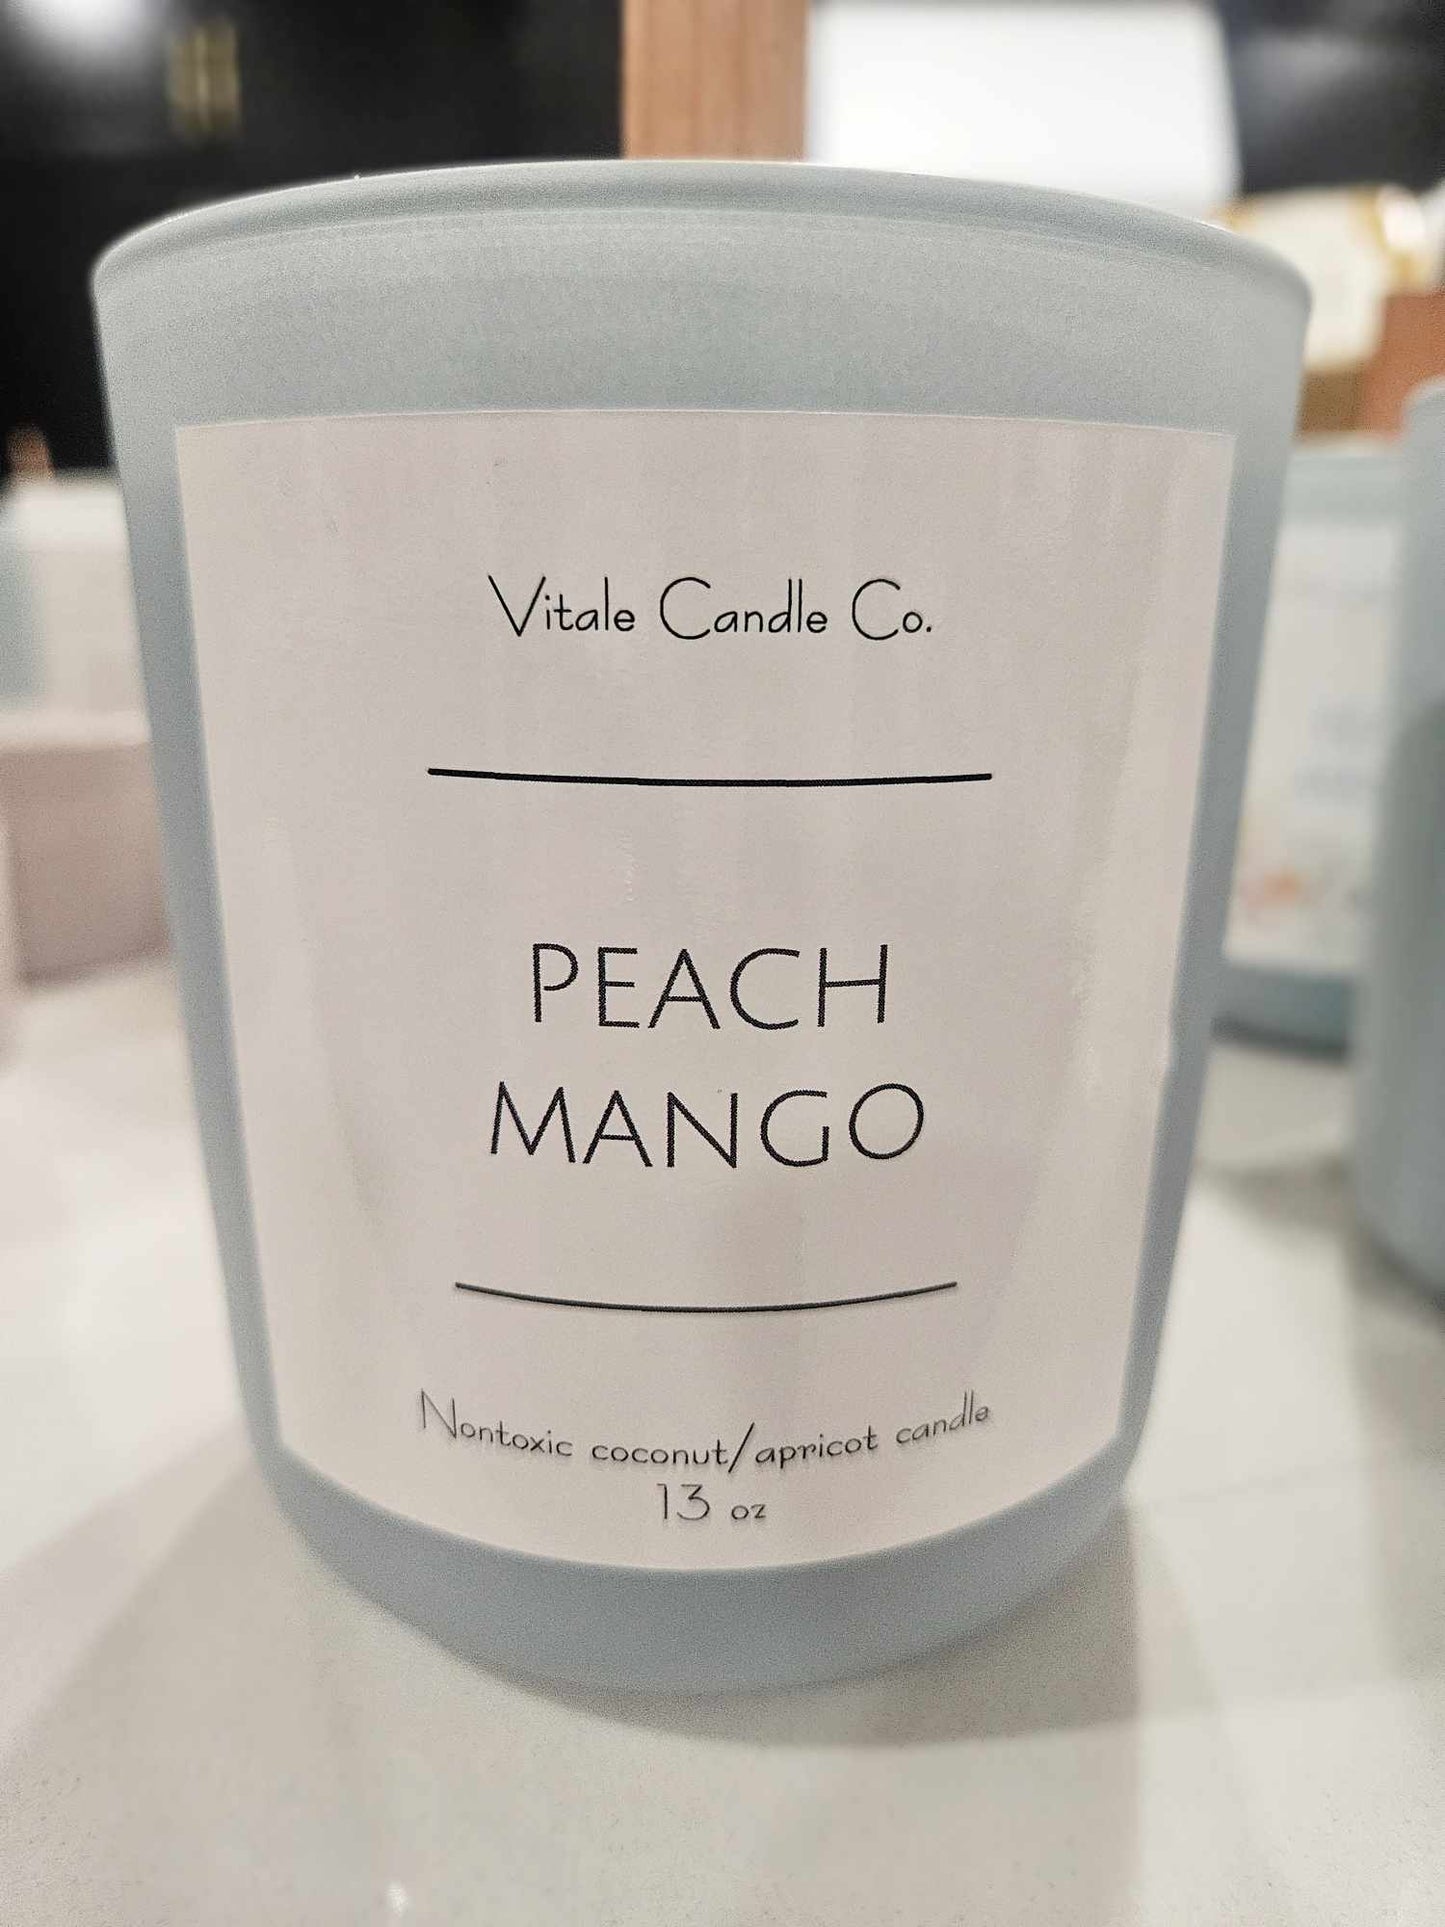 Vitale Candle Co.
PEACH
MANGO
Nontoxic coconut/apricot candle
13 oz